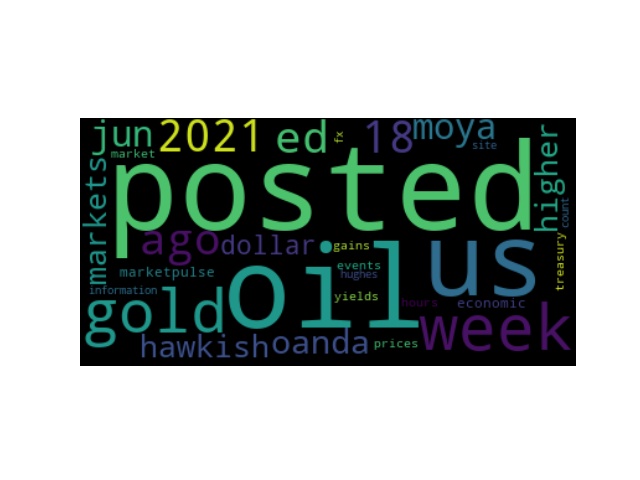 jun 2021 ed fx 18 moya
market site
posted
markets higher count
ago dollar gains us treasury
marketpulse events
hughes
information oil yields hours economic
gold week
hawkish oanda prices